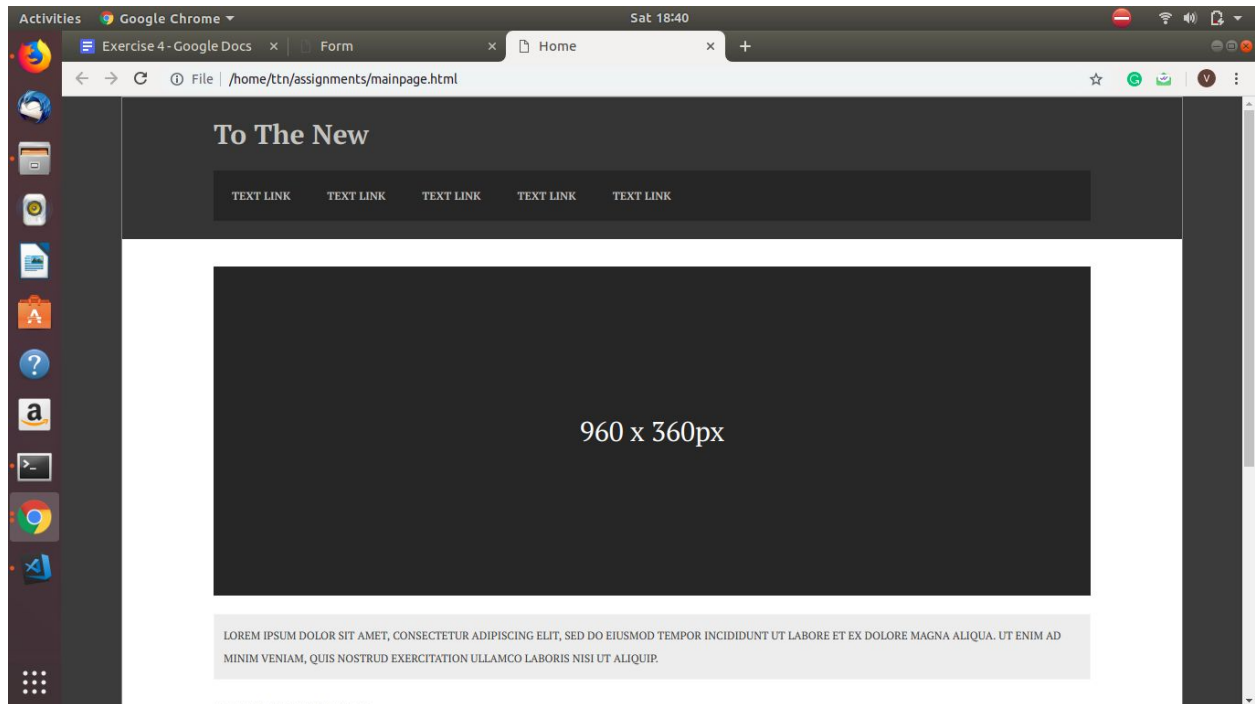 Activities Google Chrome Sat 18:40
Exercise 4 - Google Docs Form Home
File /home/ttn/assignments/mainpage.html V
To The New
TEXT LINK TEXT LINK TEXT LINK TEXT LINK TEXT LINK
960 x 360px
LOREM IPSUM DOLOR SIT AMET, CONSECTETUR ADIPISCING ELIT, SED DO EIUSMOD TEMPOR INCIDIDUNT UT LABORE ET EX DOLORE MAGNA ALIQUA. UT ENIM AD
MINIM VENIAM, QUIS NOSTRUD EXERCITATION ULLAMCO LABORIS NISI UT ALIQUIP.